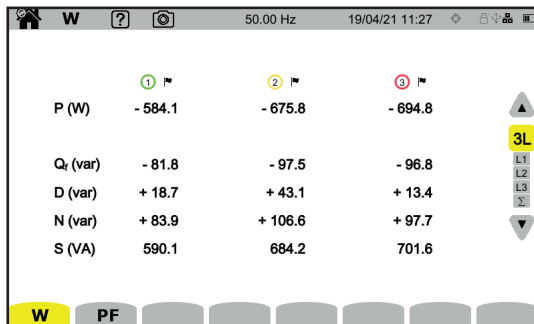 W ? 50.00 Hz 19/04/21 11:27
1 2 3
P (W) - 584.1 - 675.8 - 694.8
3L
Qf (var) - 81.8 - 97.5 - 96.8
L1
L2
D (var) + 18.7 + 43.1 + 13.4
L3
Σ
N (var) + 83.9 + 106.6 + 97.7
S (VA) 590.1 684.2 701.6
W PF